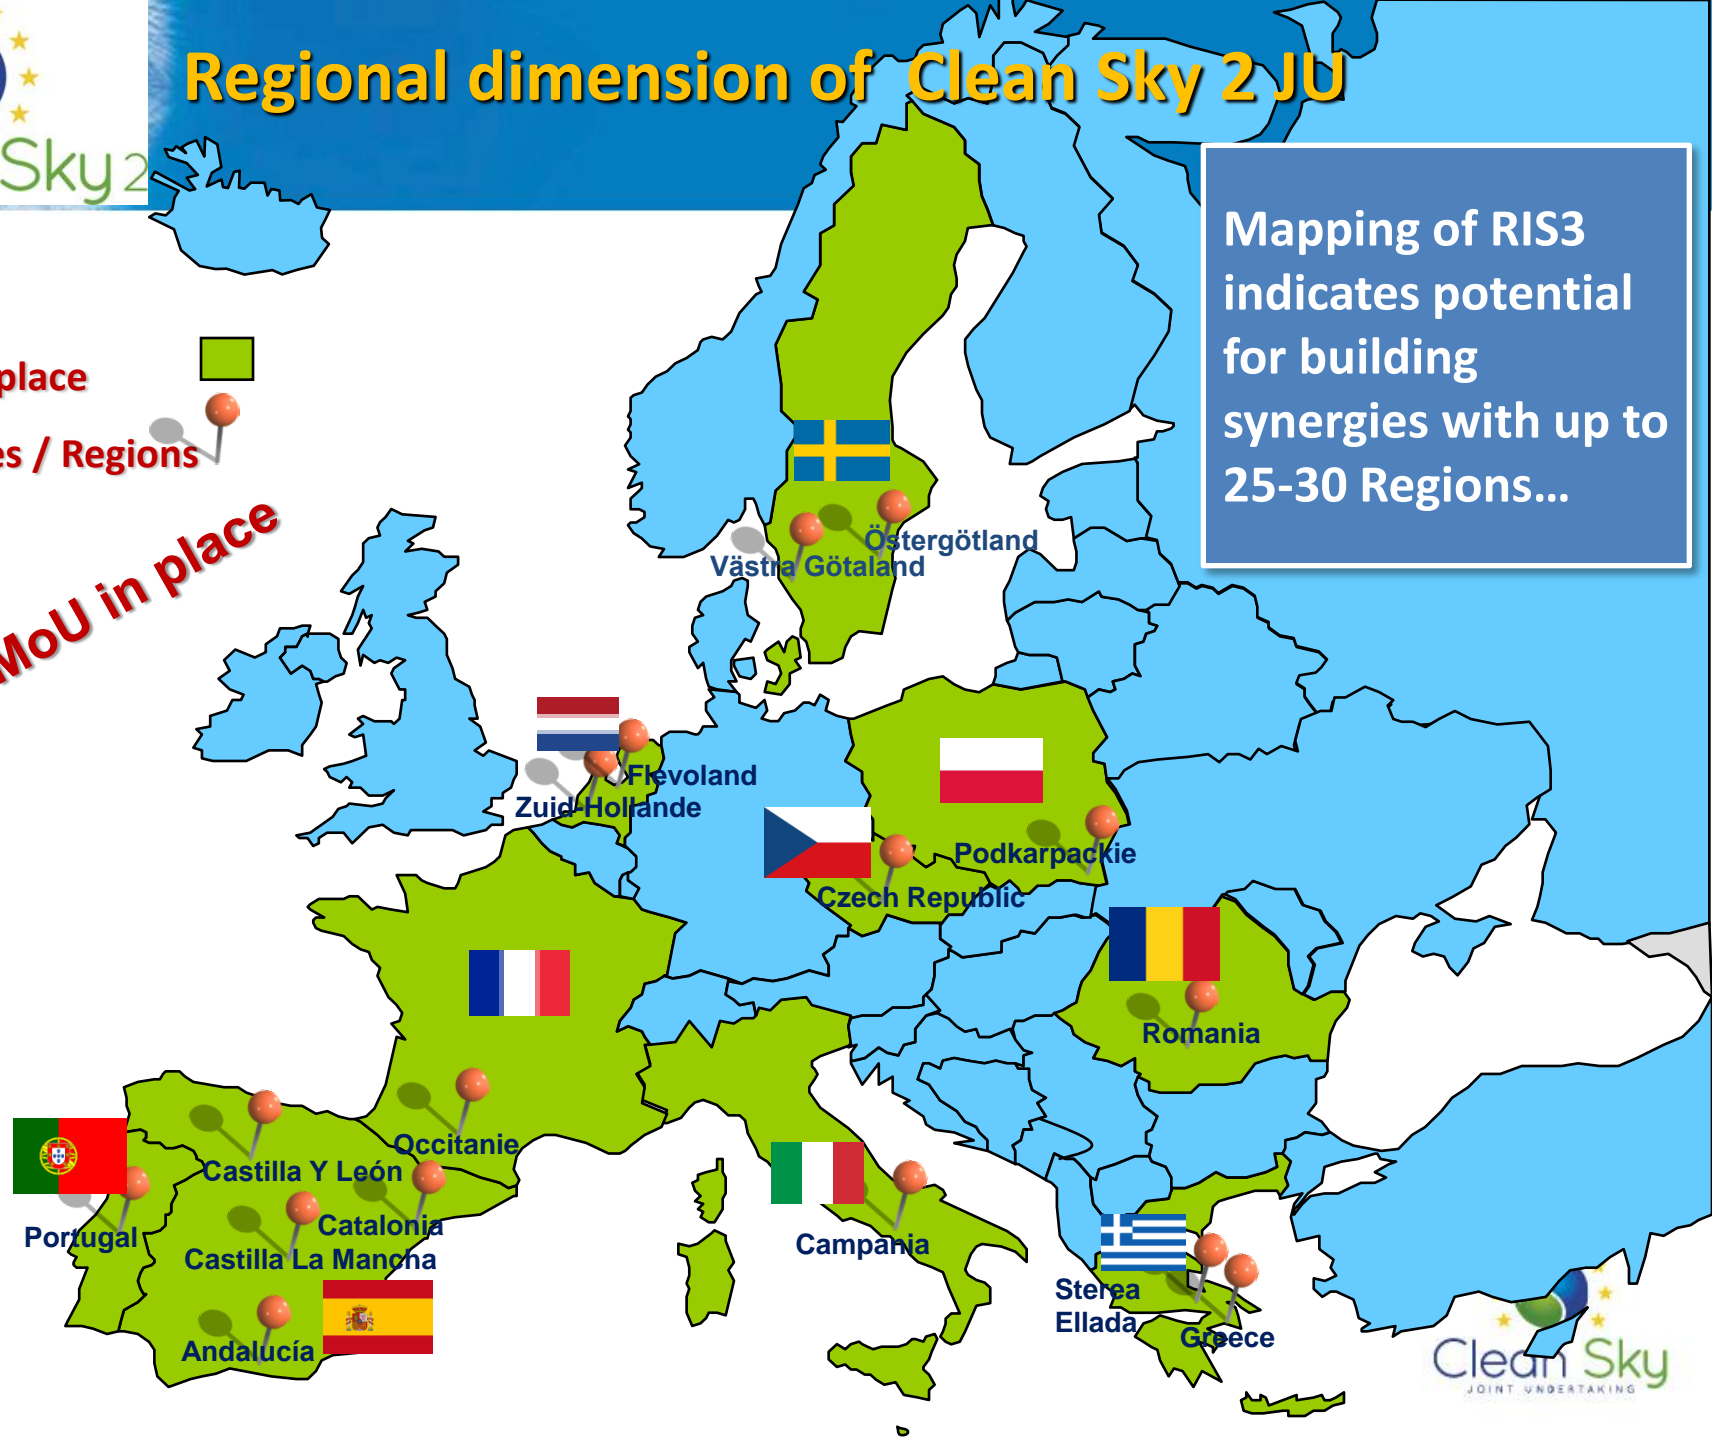 Regional dimension of Clean Sky 2 JU
Sky 2
Mapping of RIS3
indicates potential
for building
synergies with up to
25-30 Regions…
place
es / Regions
MoU in place
Östergötland
Västra Götaland
Flevoland
Zuid-Hollande
Podkarpackie
Czech Republic
Romania
Occitanie
Castilla Y León
Catalonia
Portugal
Castilla La Mancha
Campania
Sterea
Ellada
Greece
Andalucía
Clean Sky
JOINT UNDERTAKING